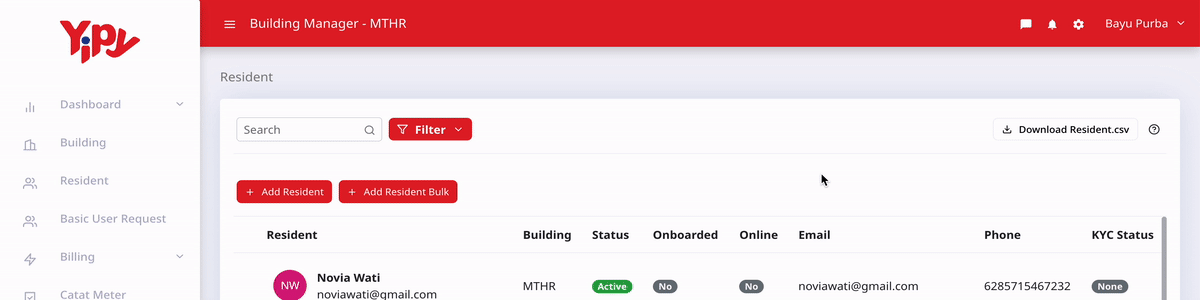 Yipy
Building Manager - MTHR
Bayu Purba
Resident
Dashboard
Building
Resident
Basic User Request
Billing
Catat Meter
Search
Filter
Download Resident.csv
+ Add Resident
+ Add Resident Bulk
Resident Building Status Onboarded Online Email Phone KYC Status
NW
Novia Wati
noviawati@gmail.com
MTHR
Active
No
No
noviawati@gmail.com
6285715467232
None